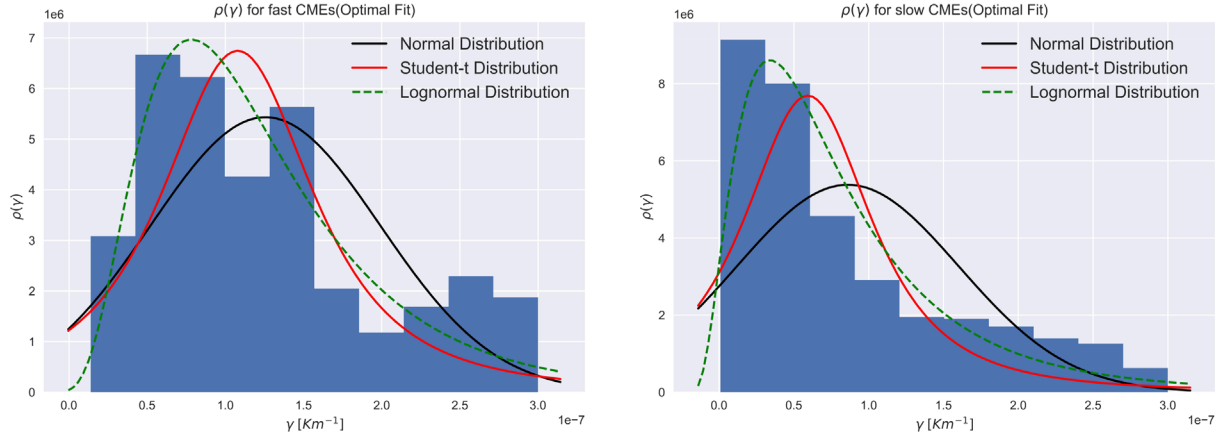 ρ(γ) for fast CMEs(Optimal Fit)
1e6
7
6
5
4
3
2
1
0
ρ(γ)
Normal Distribution
Student-t Distribution
Lognormal Distribution
0.0 0.5 1.0 1.5 2.0 2.5 3.0
1e−7
γ [Km⁻¹]
ρ(γ) for slow CMEs(Optimal Fit)
1e6
8
6
4
2
0
ρ(γ)
Normal Distribution
Student-t Distribution
Lognormal Distribution
0.0 0.5 1.0 1.5 2.0 2.5 3.0
1e−7
γ [Km⁻¹]